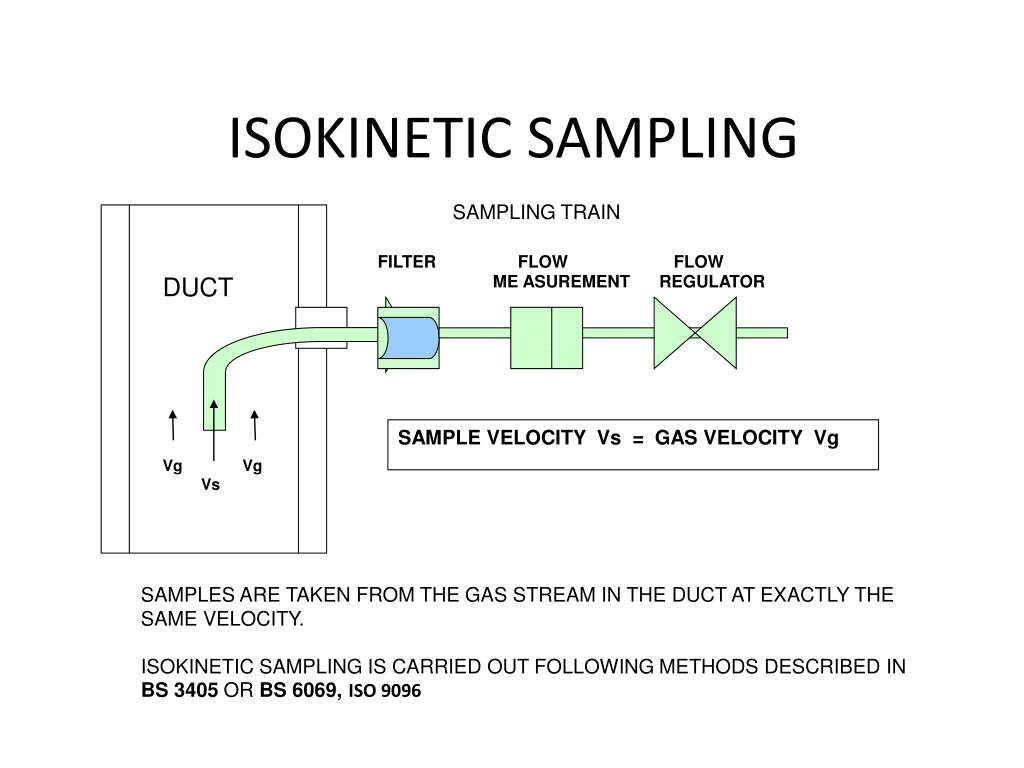 ISOKINETIC SAMPLING
SAMPLING TRAIN
FILTER
FLOW
ME ASUREMENT
FLOW
REGULATOR
DUCT
SAMPLE VELOCITY Vs = GAS VELOCITY Vg
Vg
Vg
Vs
SAMPLES ARE TAKEN FROM THE GAS STREAM IN THE DUCT AT EXACTLY THE
SAME VELOCITY.
ISOKINETIC SAMPLING IS CARRIED OUT FOLLOWING METHODS DESCRIBED IN
BS 3405 OR BS 6069, ISO 9096